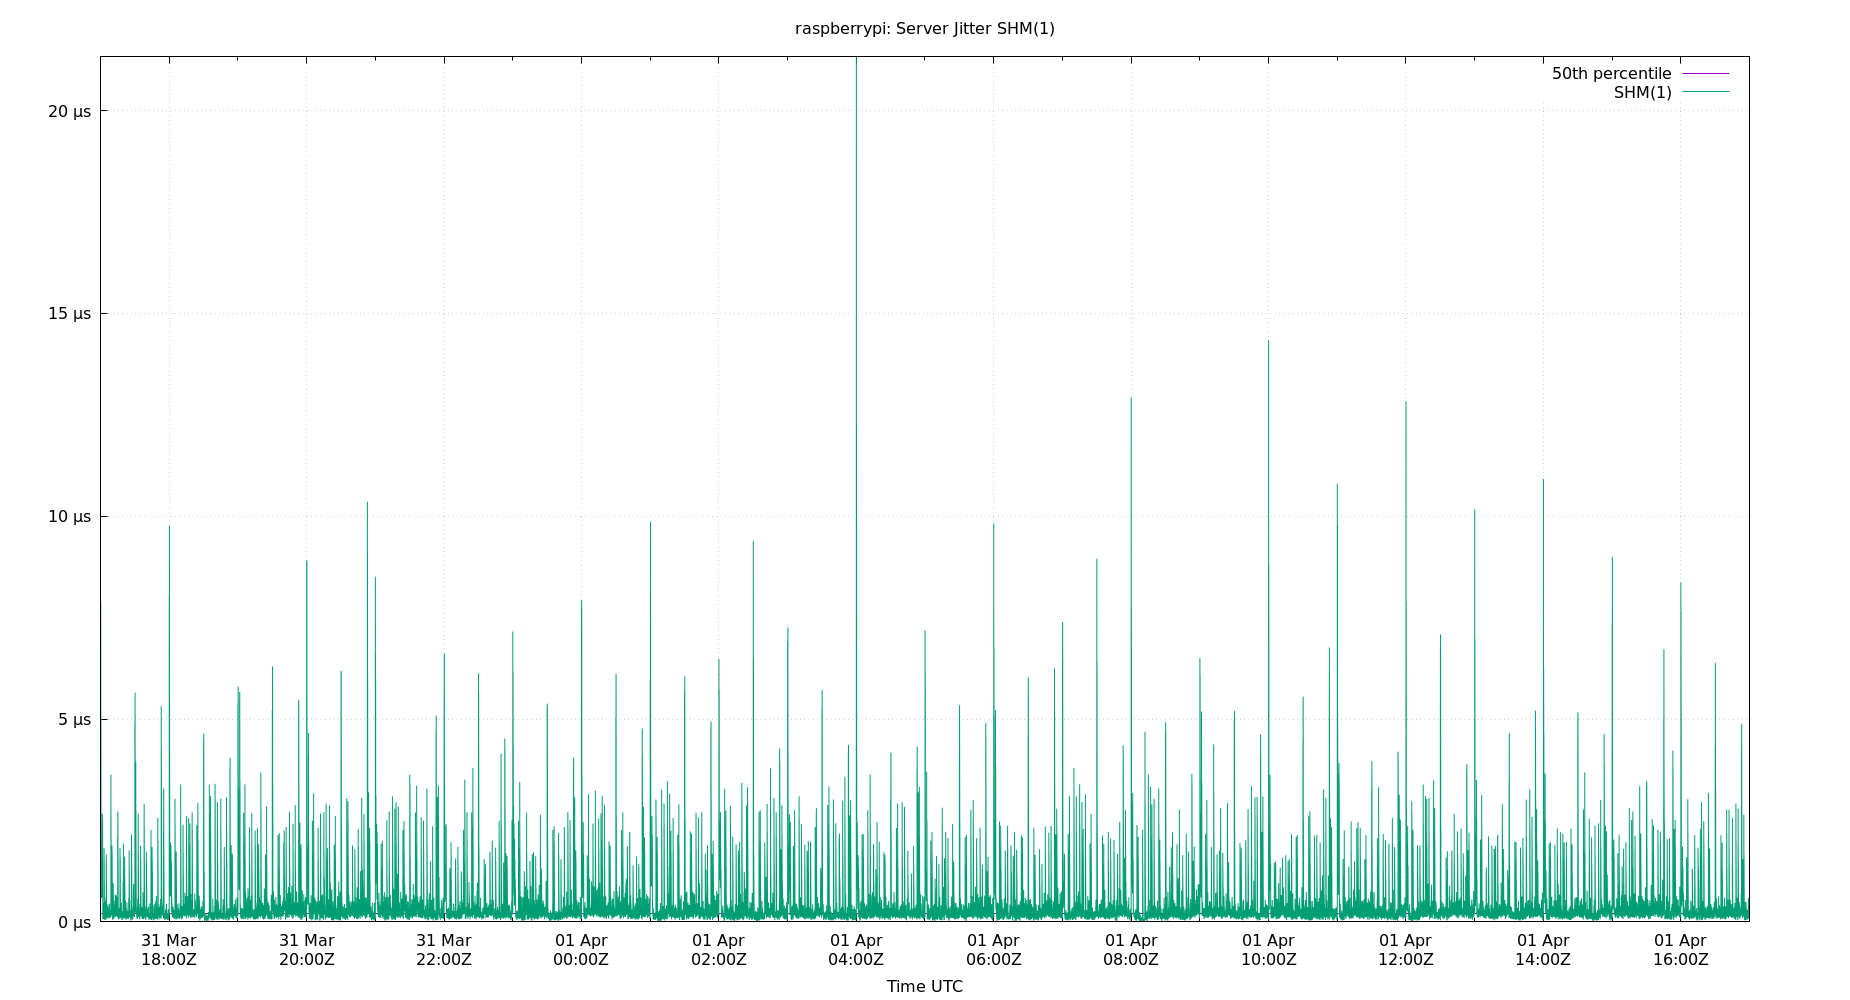 raspberrypi: Server Jitter SHM(1)
50th percentile
SHM(1)
20 µs
15 µs
10 µs
5 µs
0 µs
31 Mar 31 Mar 31 Mar 01 Apr 01 Apr 01 Apr 01 Apr 01 Apr 01 Apr 01 Apr 01 Apr 01 Apr
18:00Z 20:00Z 22:00Z 00:00Z 02:00Z 04:00Z 06:00Z 08:00Z 10:00Z 12:00Z 14:00Z 16:00Z
Time UTC